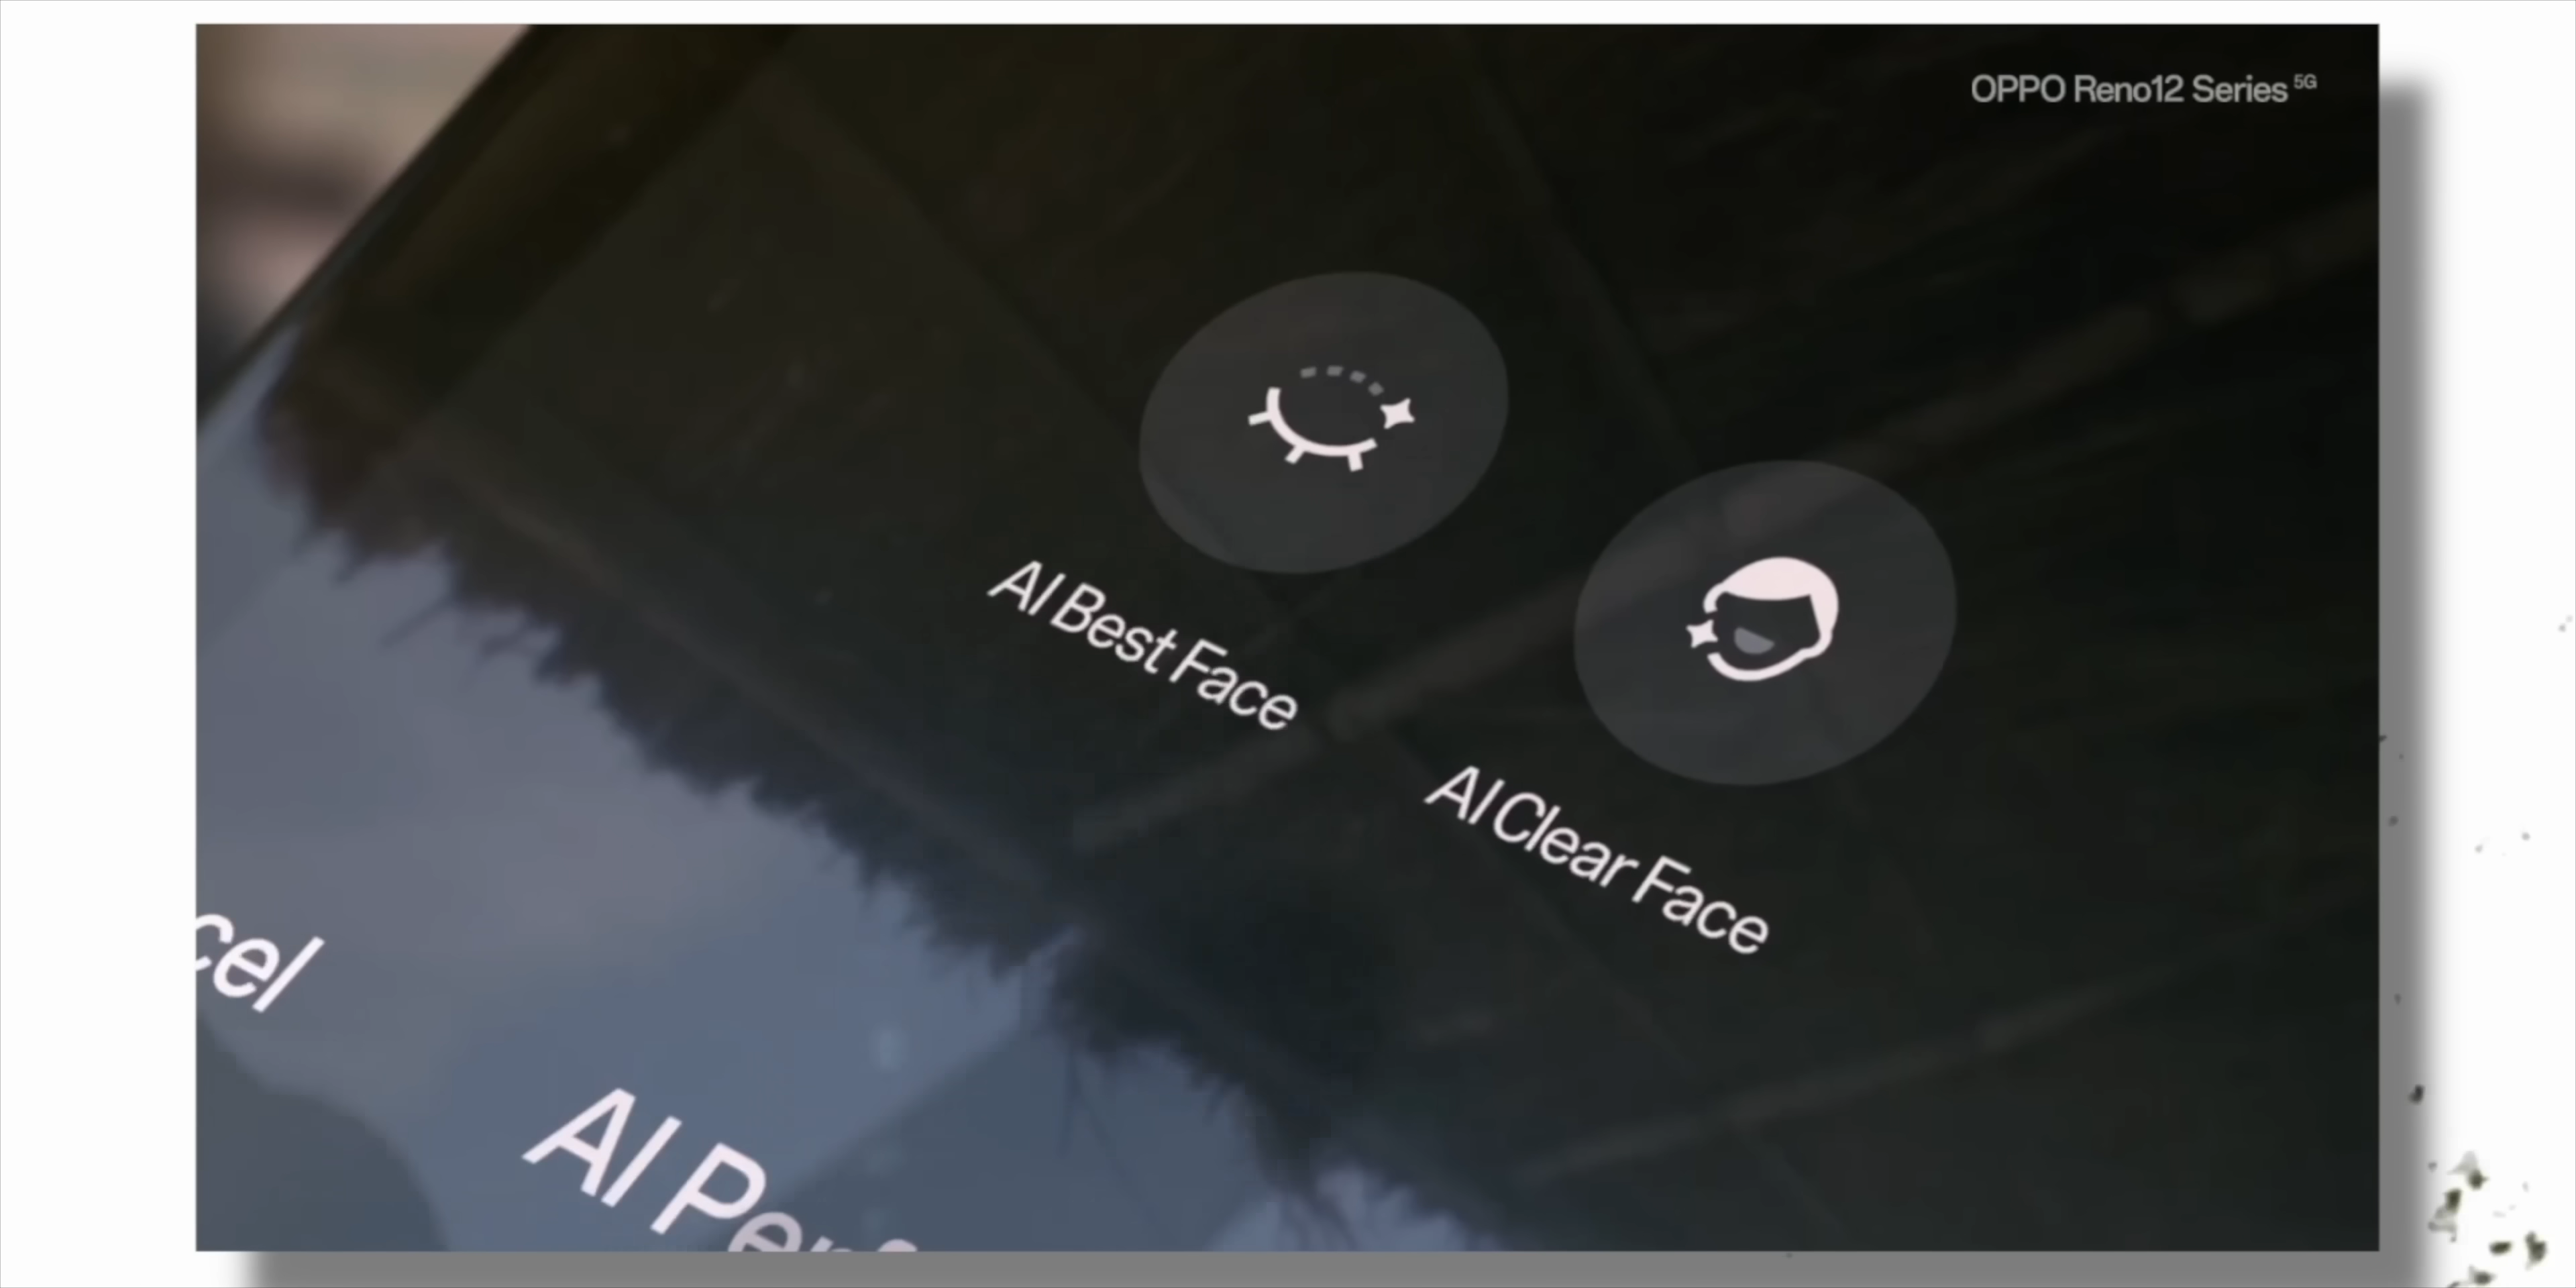 OPPO Reno12 Series 5G
AI Best Face
AI Clear Face
cel
AI Per